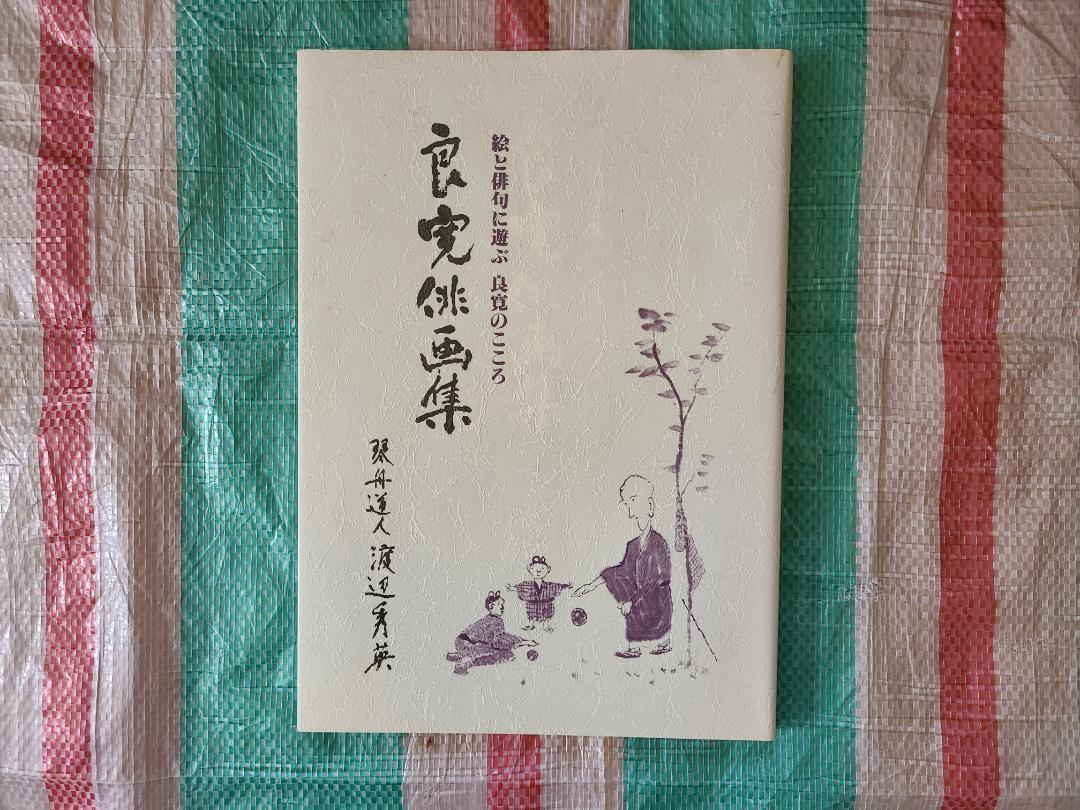 絵と俳句に遊ぶ 良寛のこころ
良寛俳画集
琴舟道人 渡辺秀英